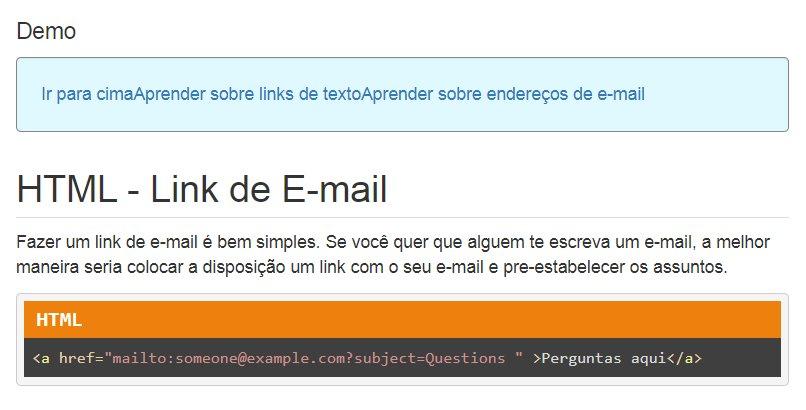 Demo
Ir para cimaAprender sobre links de textoAprender sobre endereços de e-mail
HTML - Link de E-mail
Fazer um link de e-mail é bem simples. Se você quer que alguem te escreva um e-mail, a melhor
maneira seria colocar a disposição um link com o seu e-mail e pre-estabelecer os assuntos.
HTML
<a href="mailto:someone@example.com?subject=Questions " >Perguntas aqui</a>